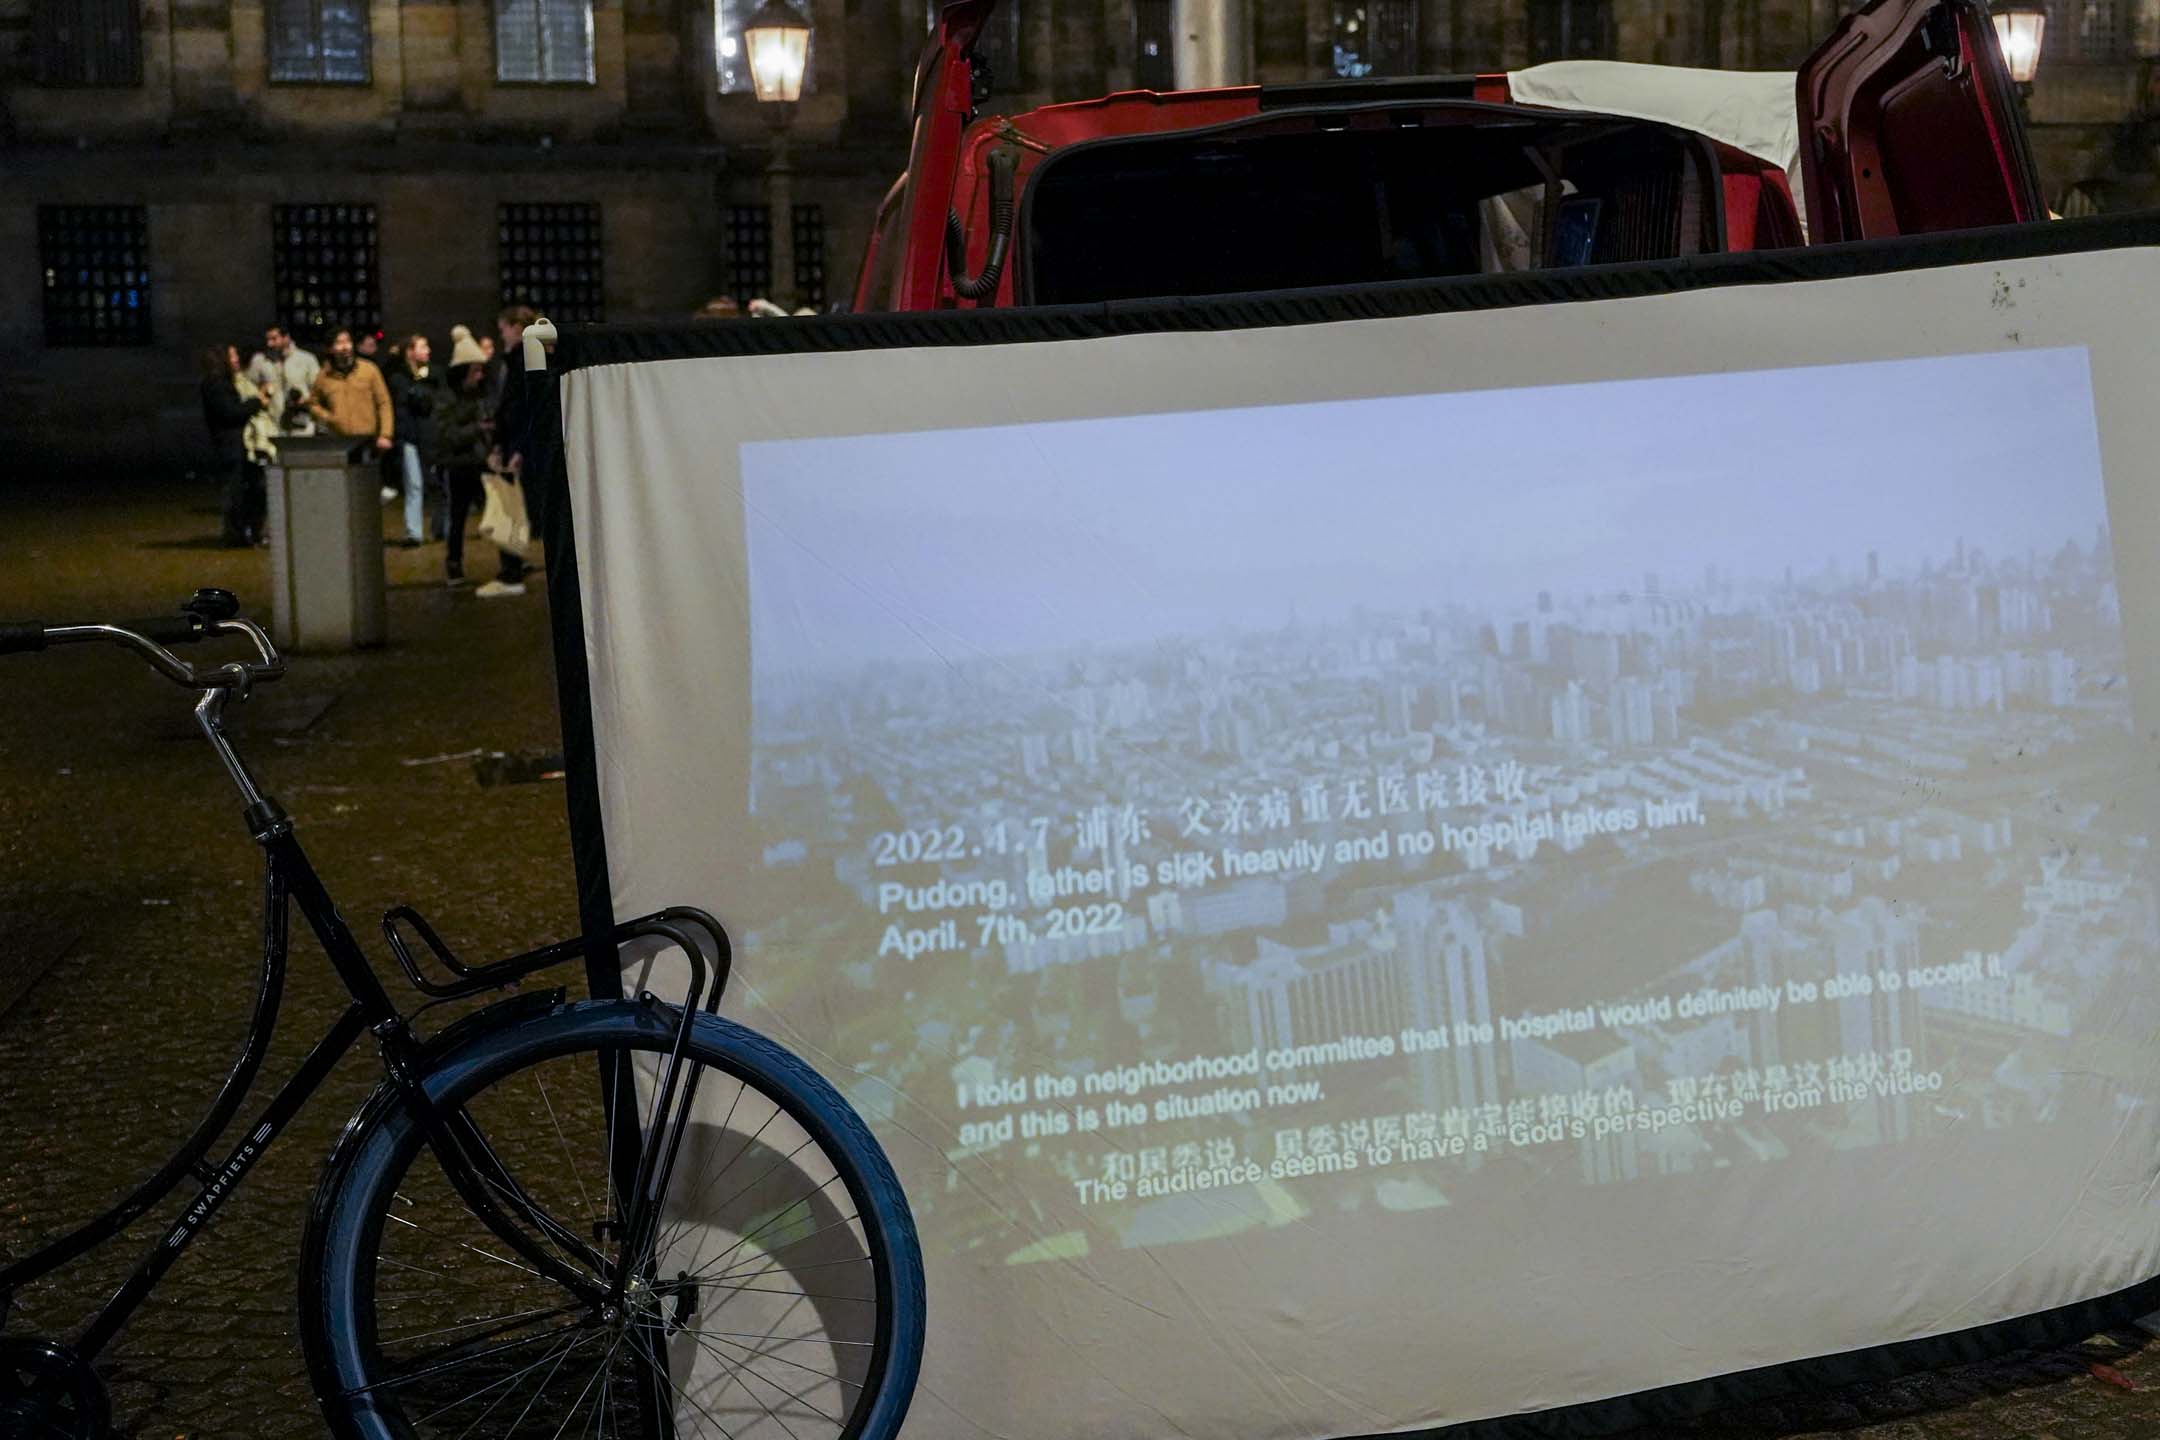 2022.4.7 浦东 父亲病重无医院接收
Pudong, father is sick heavily and no hospital takes him,
April. 7th, 2022
I told the neighborhood committee that the hospital would definitely be able to accept it,
and this is the situation now.
和居委说，居委说医院肯定能接收的，现在就是这种状况
The audience seems to have a "God's perspective" from the video
SWAPFIETS